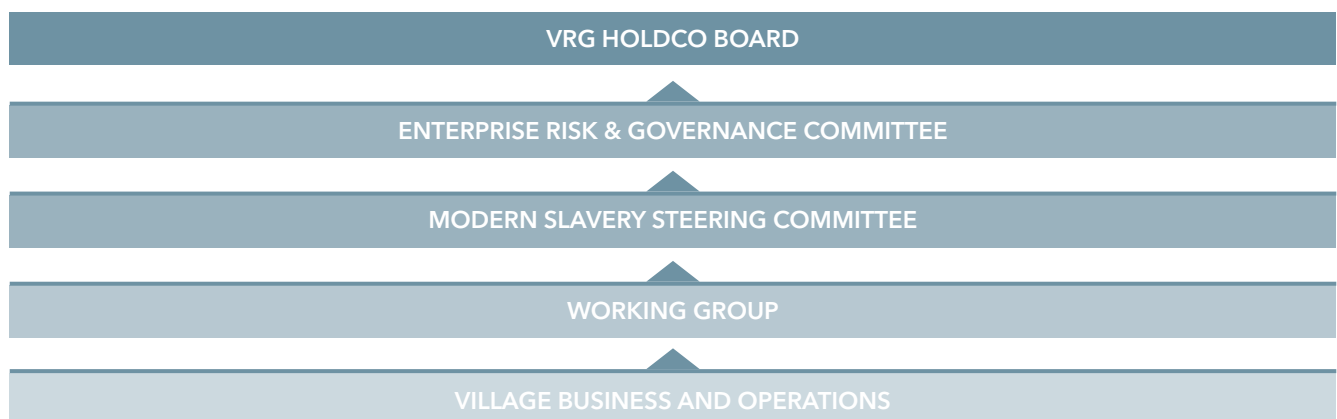 VRG HOLDCO BOARD
ENTERPRISE RISK & GOVERNANCE COMMITTEE
MODERN SLAVERY STEERING COMMITTEE
WORKING GROUP
VILLAGE BUSINESS AND OPERATIONS